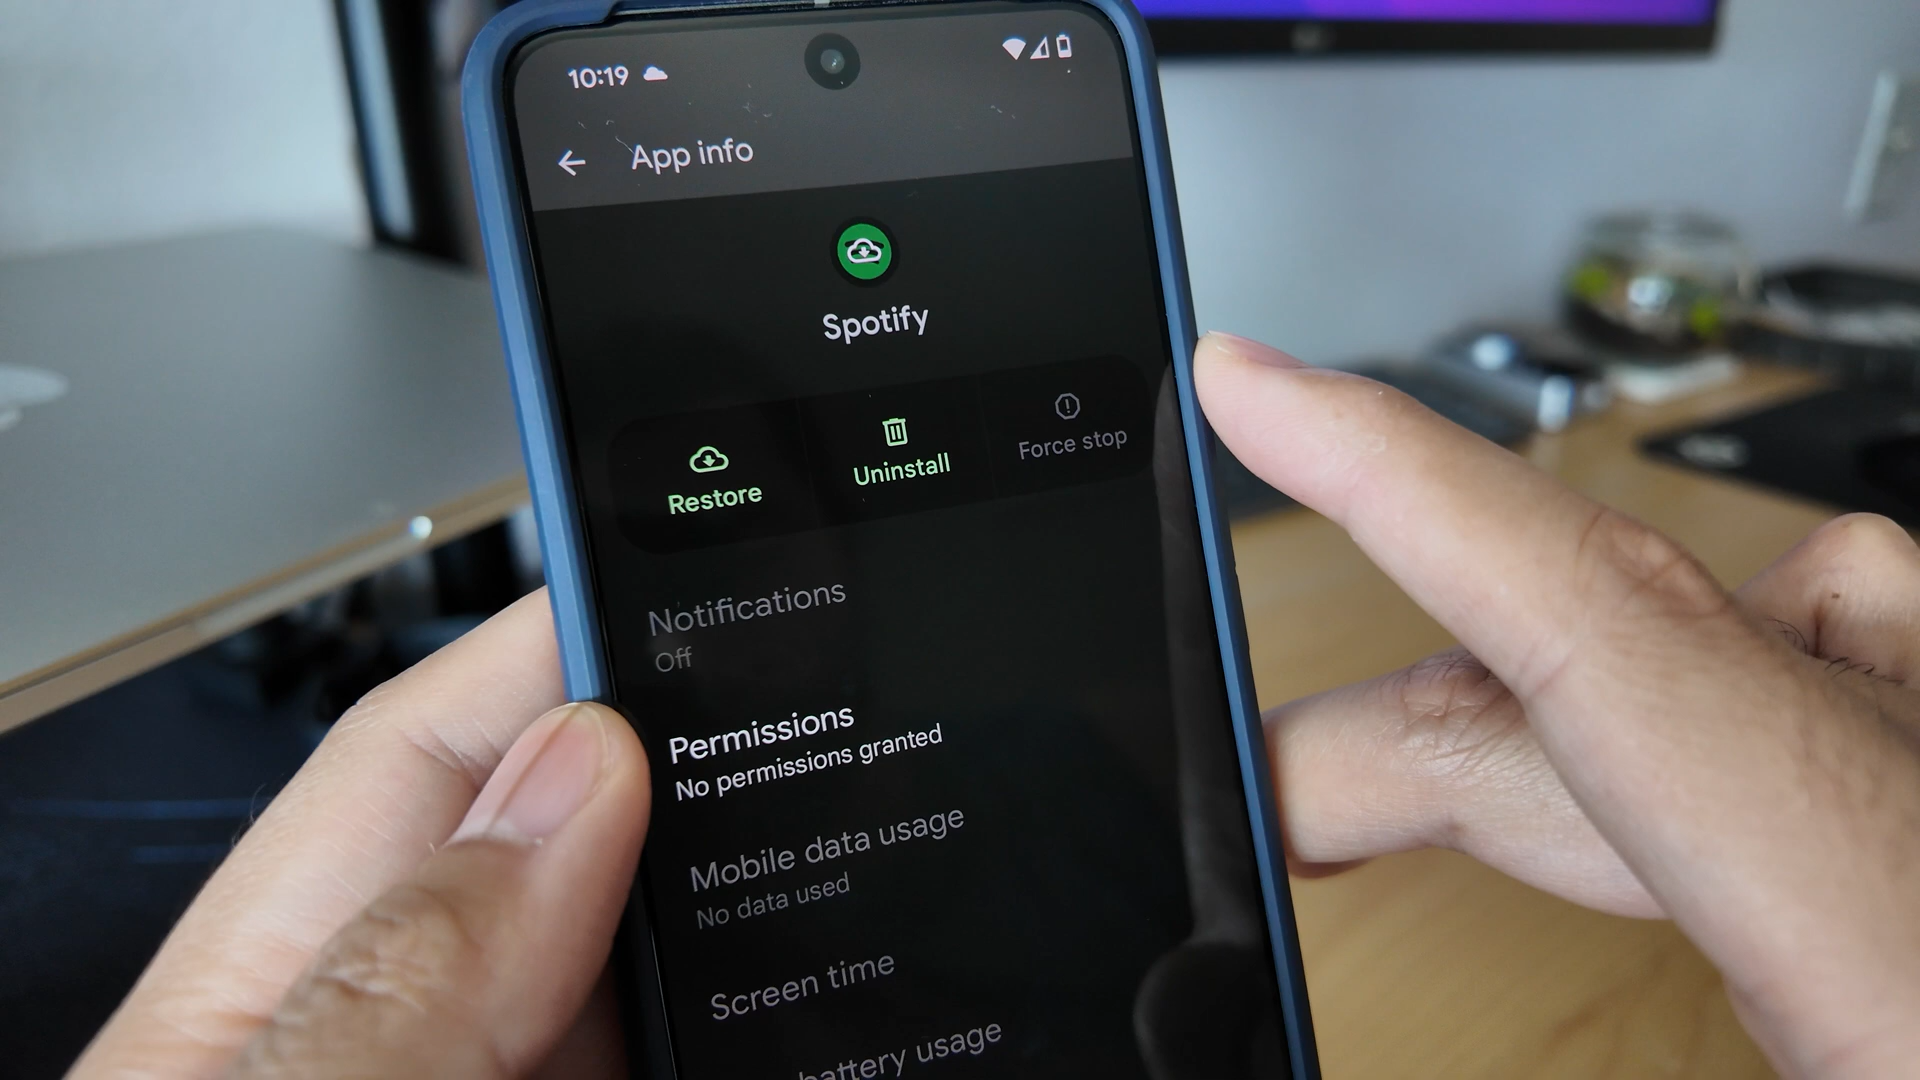 10:19
App info
Spotify
Restore
Uninstall
Force stop
Notifications
Off
Permissions
No permissions granted
Mobile data usage
No data used
Screen time
battery usage